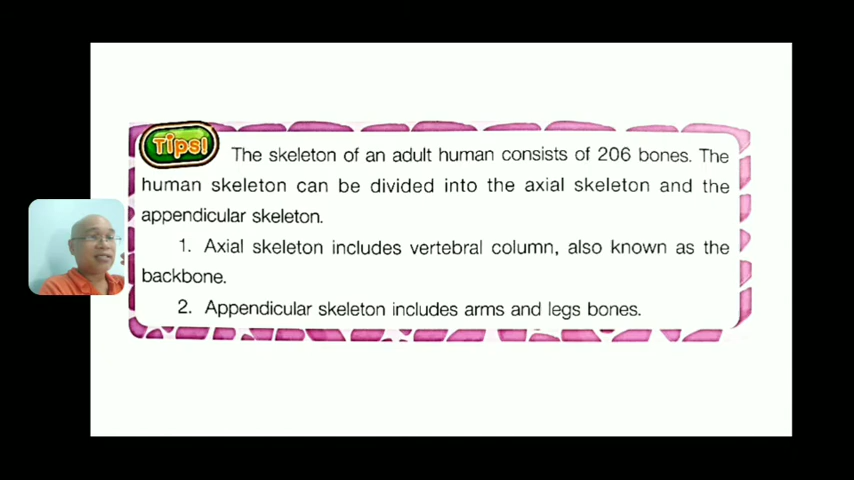 Tips!
The skeleton of an adult human consists of 206 bones. The
human skeleton can be divided into the axial skeleton and the
appendicular skeleton.
1. Axial skeleton includes vertebral column, also known as the
backbone.
2. Appendicular skeleton includes arms and legs bones.